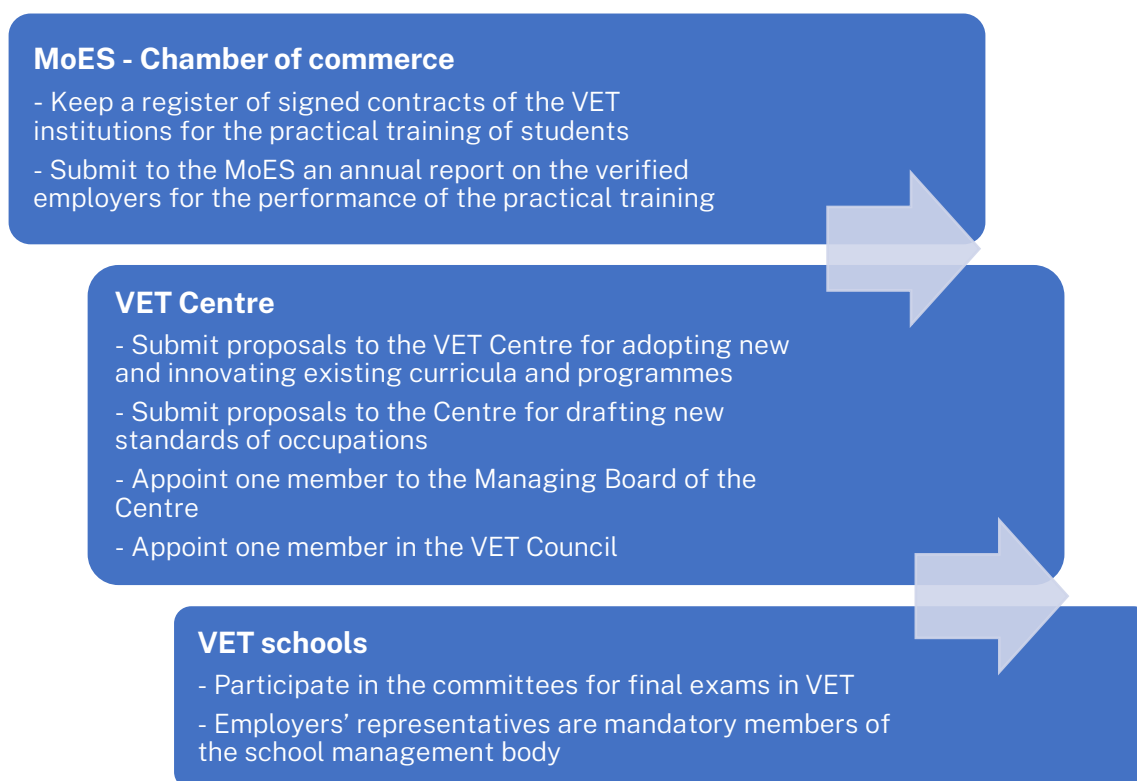 MoES - Chamber of commerce
- Keep a register of signed contracts of the VET
institutions for the practical training of students
- Submit to the MoES an annual report on the verified
employers for the performance of the practical training
VET Centre
- Submit proposals to the VET Centre for adopting new
and innovating existing curricula and programmes
- Submit proposals to the Centre for drafting new
standards of occupations
- Appoint one member to the Managing Board of the
Centre
- Appoint one member in the VET Council
VET schools
- Participate in the committees for final exams in VET
- Employers’ representatives are mandatory members of
the school management body